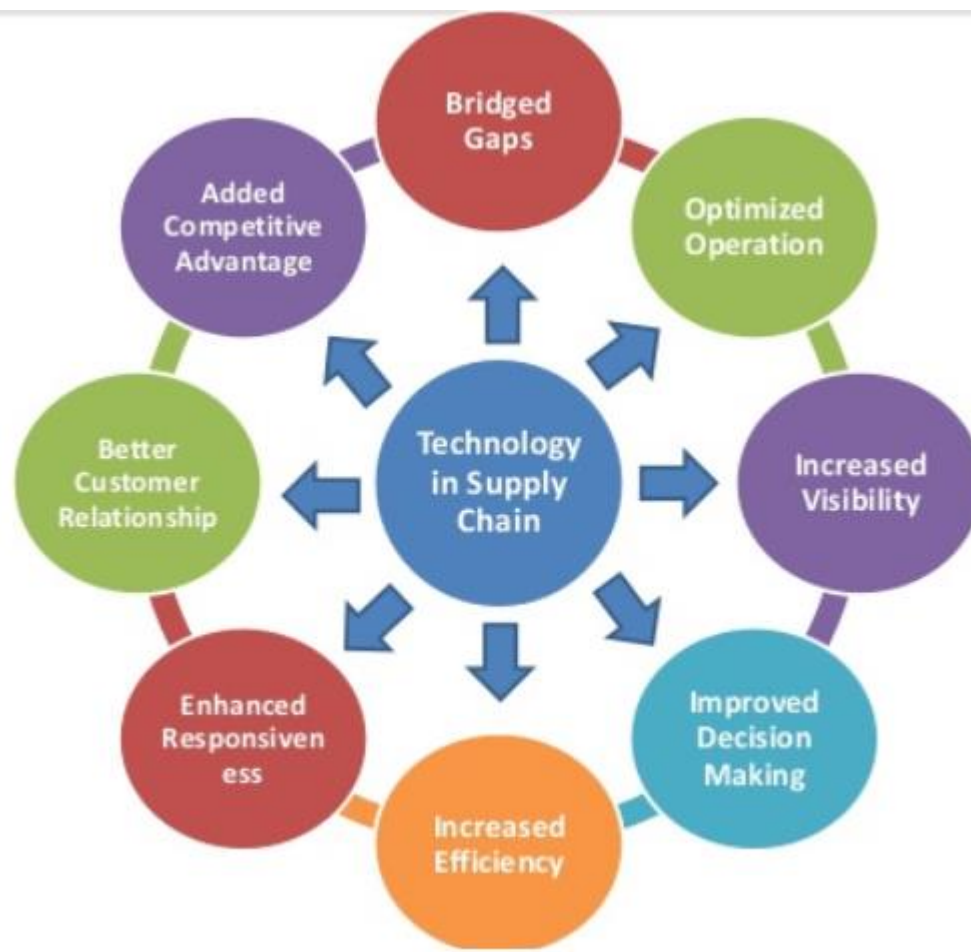 Bridged
Gaps
Optimized
Operation
Increased
Visibility
Improved
Decision
Making
Increased
Efficiency
Enhanced
Responsiven
ess
Better
Customer
Relationship
Added
Competitive
Advantage
Technology
in Supply
Chain